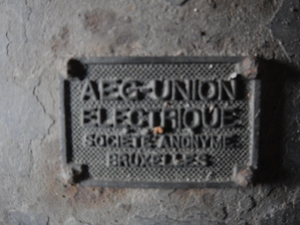 AEG-UNION
ELECTRIQUE
SOCIETE ANONYME
BRUXELLES